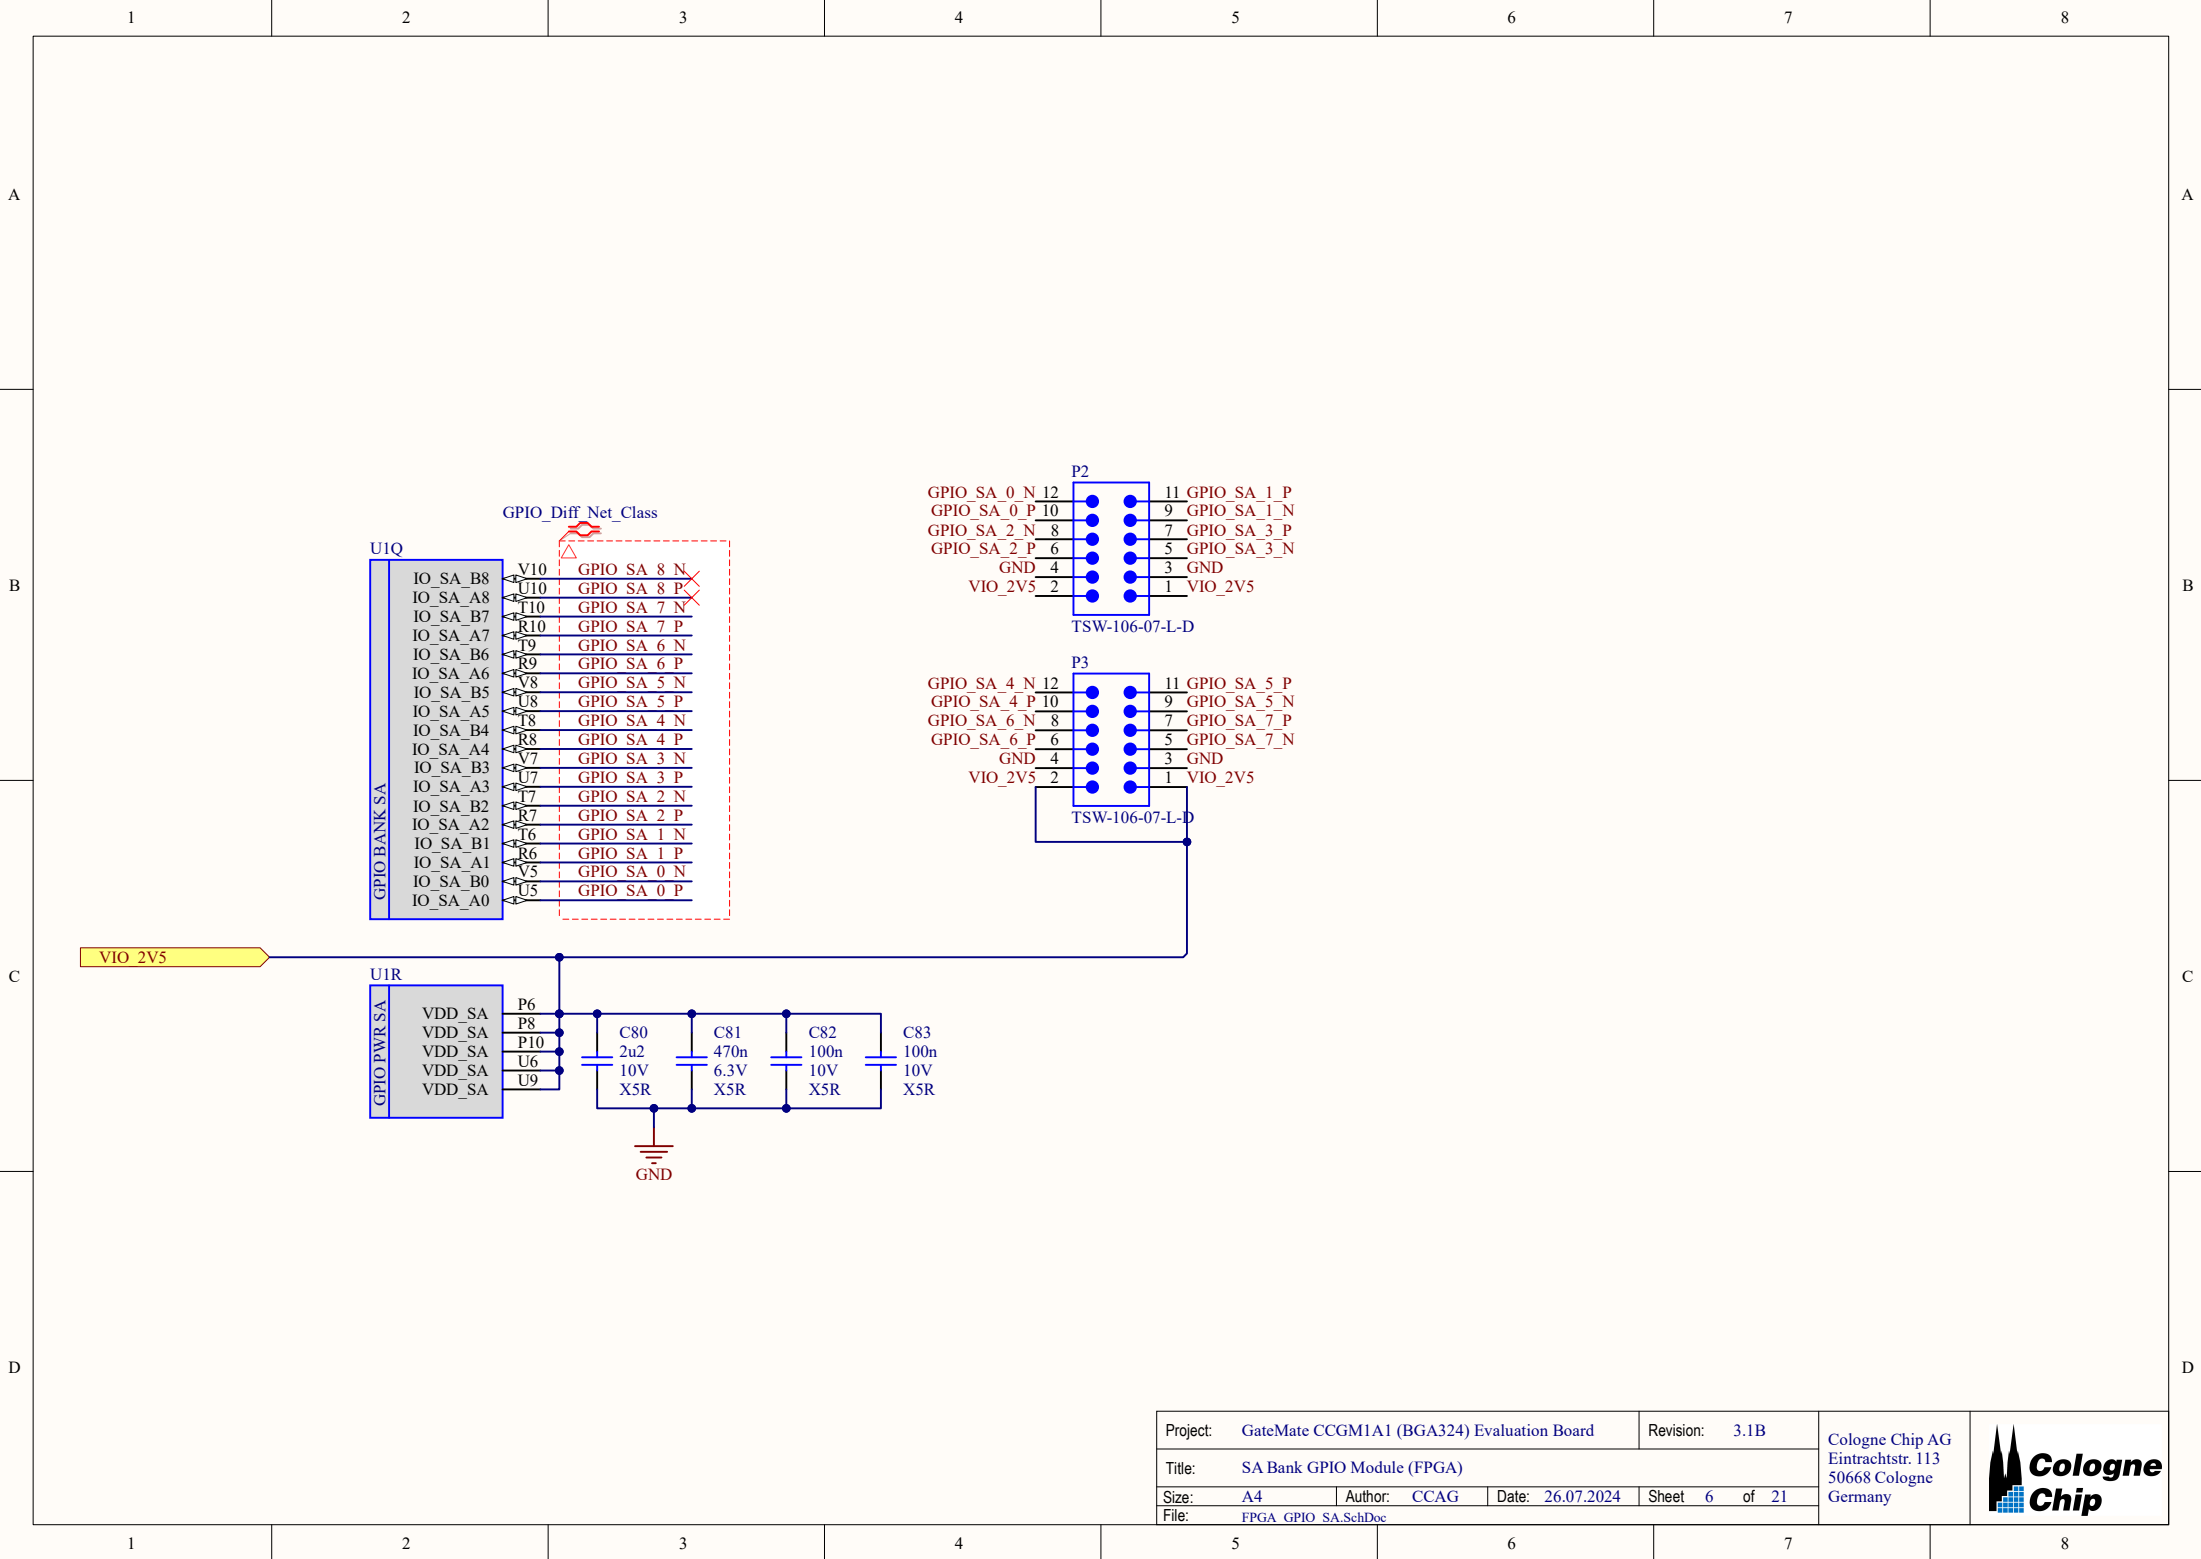 1 2 3 4 5 6 7 8
A A
B B
C C
D D
GPIO_Diff_Net_Class
U1Q
GPIO BANK SA
IO_SA_B8 V10 GPIO_SA_8_N
IO_SA_A8 U10 GPIO_SA_8_P
IO_SA_B7 T10 GPIO_SA_7_N
IO_SA_A7 R10 GPIO_SA_7_P
IO_SA_B6 T9 GPIO_SA_6_N
IO_SA_A6 R9 GPIO_SA_6_P
IO_SA_B5 V8 GPIO_SA_5_N
IO_SA_A5 U8 GPIO_SA_5_P
IO_SA_B4 T8 GPIO_SA_4_N
IO_SA_A4 R8 GPIO_SA_4_P
IO_SA_B3 V7 GPIO_SA_3_N
IO_SA_A3 U7 GPIO_SA_3_P
IO_SA_B2 T7 GPIO_SA_2_N
IO_SA_A2 R7 GPIO_SA_2_P
IO_SA_B1 T6 GPIO_SA_1_N
IO_SA_A1 R6 GPIO_SA_1_P
IO_SA_B0 V5 GPIO_SA_0_N
IO_SA_A0 U5 GPIO_SA_0_P
P2
GPIO_SA_0_N 12 11 GPIO_SA_1_P
GPIO_SA_0_P 10 9 GPIO_SA_1_N
GPIO_SA_2_N 8 7 GPIO_SA_3_P
GPIO_SA_2_P 6 5 GPIO_SA_3_N
GND 4 3 GND
VIO_2V5 2 1 VIO_2V5
TSW-106-07-L-D
P3
GPIO_SA_4_N 12 11 GPIO_SA_5_P
GPIO_SA_4_P 10 9 GPIO_SA_5_N
GPIO_SA_6_N 8 7 GPIO_SA_7_P
GPIO_SA_6_P 6 5 GPIO_SA_7_N
GND 4 3 GND
VIO_2V5 2 1 VIO_2V5
TSW-106-07-L-D
VIO_2V5
U1R
GPIO PWR SA
VDD_SA P6
VDD_SA P8
VDD_SA P10
VDD_SA U6
VDD_SA U9
C80 C81 C82 C83
2u2 470n 100n 100n
10V 6.3V 10V 10V
X5R X5R X5R X5R
GND
Project: GateMate CCGM1A1 (BGA324) Evaluation Board Revision: 3.1B
Title: SA Bank GPIO Module (FPGA)
Size: A4 Author: CCAG Date: 26.07.2024 Sheet 6 of 21
File: FPGA_GPIO_SA.SchDoc
Cologne Chip AG
Eintrachtstr. 113
50668 Cologne
Germany
Cologne
Chip
1 2 3 4 5 6 7 8